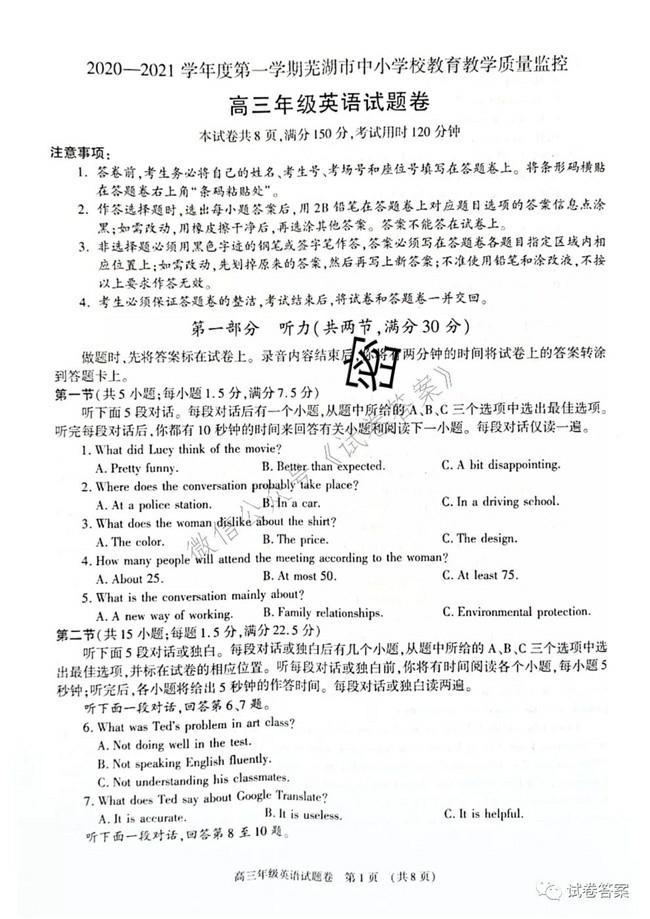 2020—2021学年度第一学期芜湖市中小学校教育教学质量监控
高三年级英语试题卷
本试卷共8页,满分150分,考试用时120分钟
注意事项:
1. 答卷前,考生务必将自己的姓名、考生号、考场号和座位号填写在答题卷上。将条形码横贴
在答题卷右上角“条码粘贴处”。
2. 作答选择题时,选出每小题答案后,用2B铅笔在答题卷上对应题目选项的答案信息点涂
黑;如需改动,用橡皮擦干净后,再选涂其他答案。答案不能答在试卷上。
3. 非选择题必须用黑色字迹的钢笔或签字笔作答,答案必须写在答题卷各题目指定区域内相
应位置上;如需改动,先划掉原来的答案,然后再写上新答案;不准使用铅笔和涂改液,不按
以上要求作答无效。
4. 考生必须保证答题卷的整洁,考试结束后,将试卷和答题卷一并交回。
第一部分 听力(共两节,满分30分)
做题时,先将答案标在试卷上。录音内容结束后,你将有两分钟的时间将试卷上的答案转涂
到答题卡上。
密
第一节(共5小题;每小题1.5分,满分7.5分)
听下面5段对话。每段对话后有一个小题,从题中所给的A、B、C三个选项中选出最佳选项。
听完每段对话后,你都有10秒钟的时间来回答有关小题和阅读下一小题。每段对话仅读一遍。
1. What did Lucy think of the movie?
A. Pretty funny. B. Better than expected. C. A bit disappointing.
2. Where does the conversation probably take place?
A. At a police station. B. In a car. C. In a driving school.
3. What does the woman dislike about the shirt?
A. The color. B. The price. C. The design.
4. How many people will attend the meeting according to the woman?
A. About 25. B. At most 50. C. At least 75.
5. What is the conversation mainly about?
A. A new way of working. B. Family relationships. C. Environmental protection.
第二节(共15小题;每题1.5分,满分22.5分)
听下面5段对话或独白。每段对话或独白后有几个小题,从题中所给的A、B、C三个选项中选
出最佳选项,并标在试卷的相应位置。听每段对话或独白前,你将有时间阅读各个小题,每小题5
秒钟;听完后,各小题将给出5秒钟的作答时间。每段对话或独白读两遍。
听下面一段对话,回答第6、7题。
6. What was Ted's problem in art class?
A. Not doing well in the test.
B. Not speaking English fluently.
C. Not understanding his classmates.
7. What does Ted say about Google Translate?
A. It is accurate. B. It is useless. C. It is helpful.
听下面一段对话,回答第8至10题。
高三年级英语试题卷 第1页 (共8页)
微信公众号《试卷答案》
试卷答案